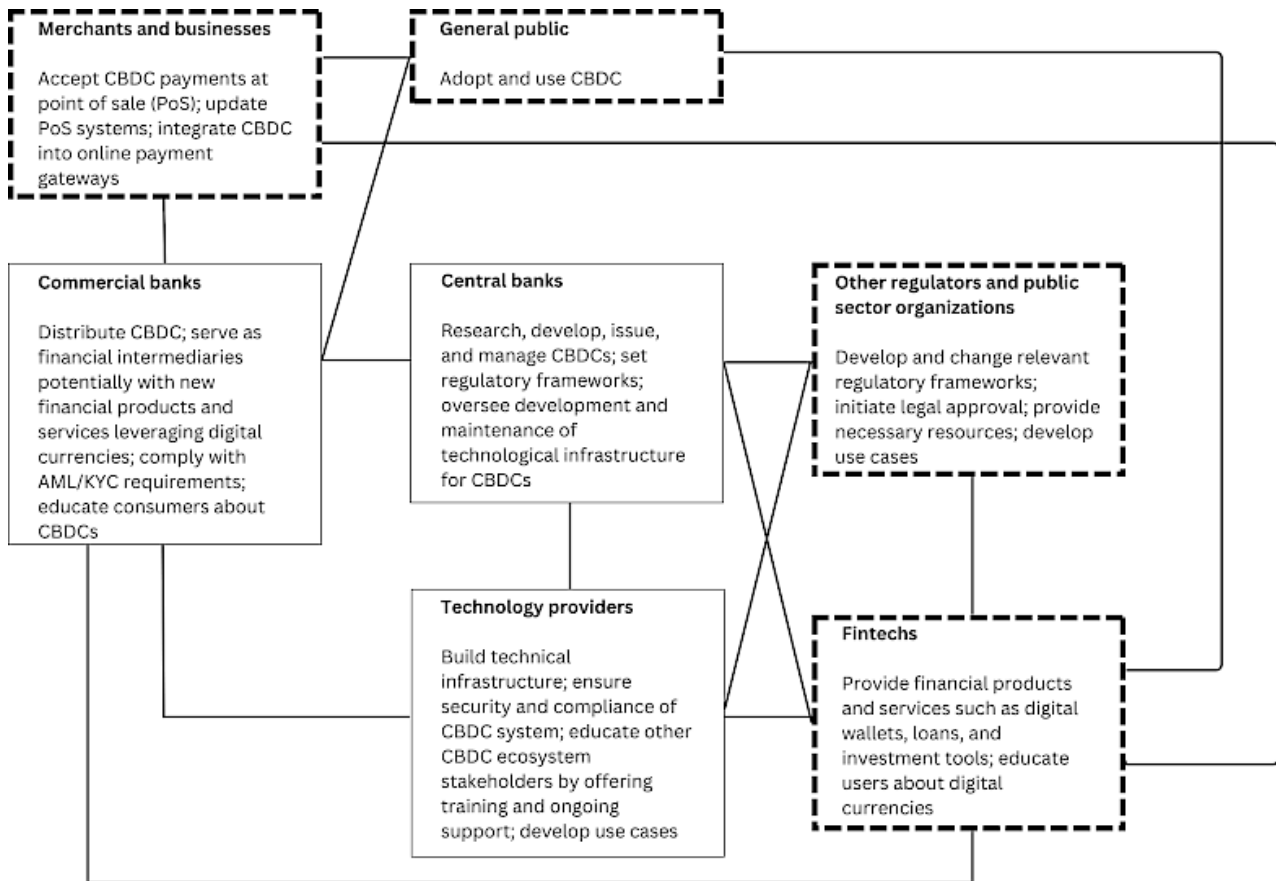 Merchants and businesses
Accept CBDC payments at
point of sale (PoS); update
PoS systems; integrate CBDC
into online payment
gateways
General public
Adopt and use CBDC
Commercial banks
Distribute CBDC; serve as
financial intermediaries
potentially with new
financial products and
services leveraging digital
currencies; comply with
AML/KYC requirements;
educate consumers about
CBDCs
Central banks
Research, develop, issue,
and manage CBDCs; set
regulatory frameworks;
oversee development and
maintenance of
technological infrastructure
for CBDCs
Other regulators and public
sector organizations
Develop and change relevant
regulatory frameworks;
initiate legal approval; provide
necessary resources; develop
use cases
Technology providers
Build technical
infrastructure; ensure
security and compliance of
CBDC system; educate other
CBDC ecosystem
stakeholders by offering
training and ongoing
support; develop use cases
Fintechs
Provide financial products
and services such as digital
wallets, loans, and
investment tools; educate
users about digital
currencies